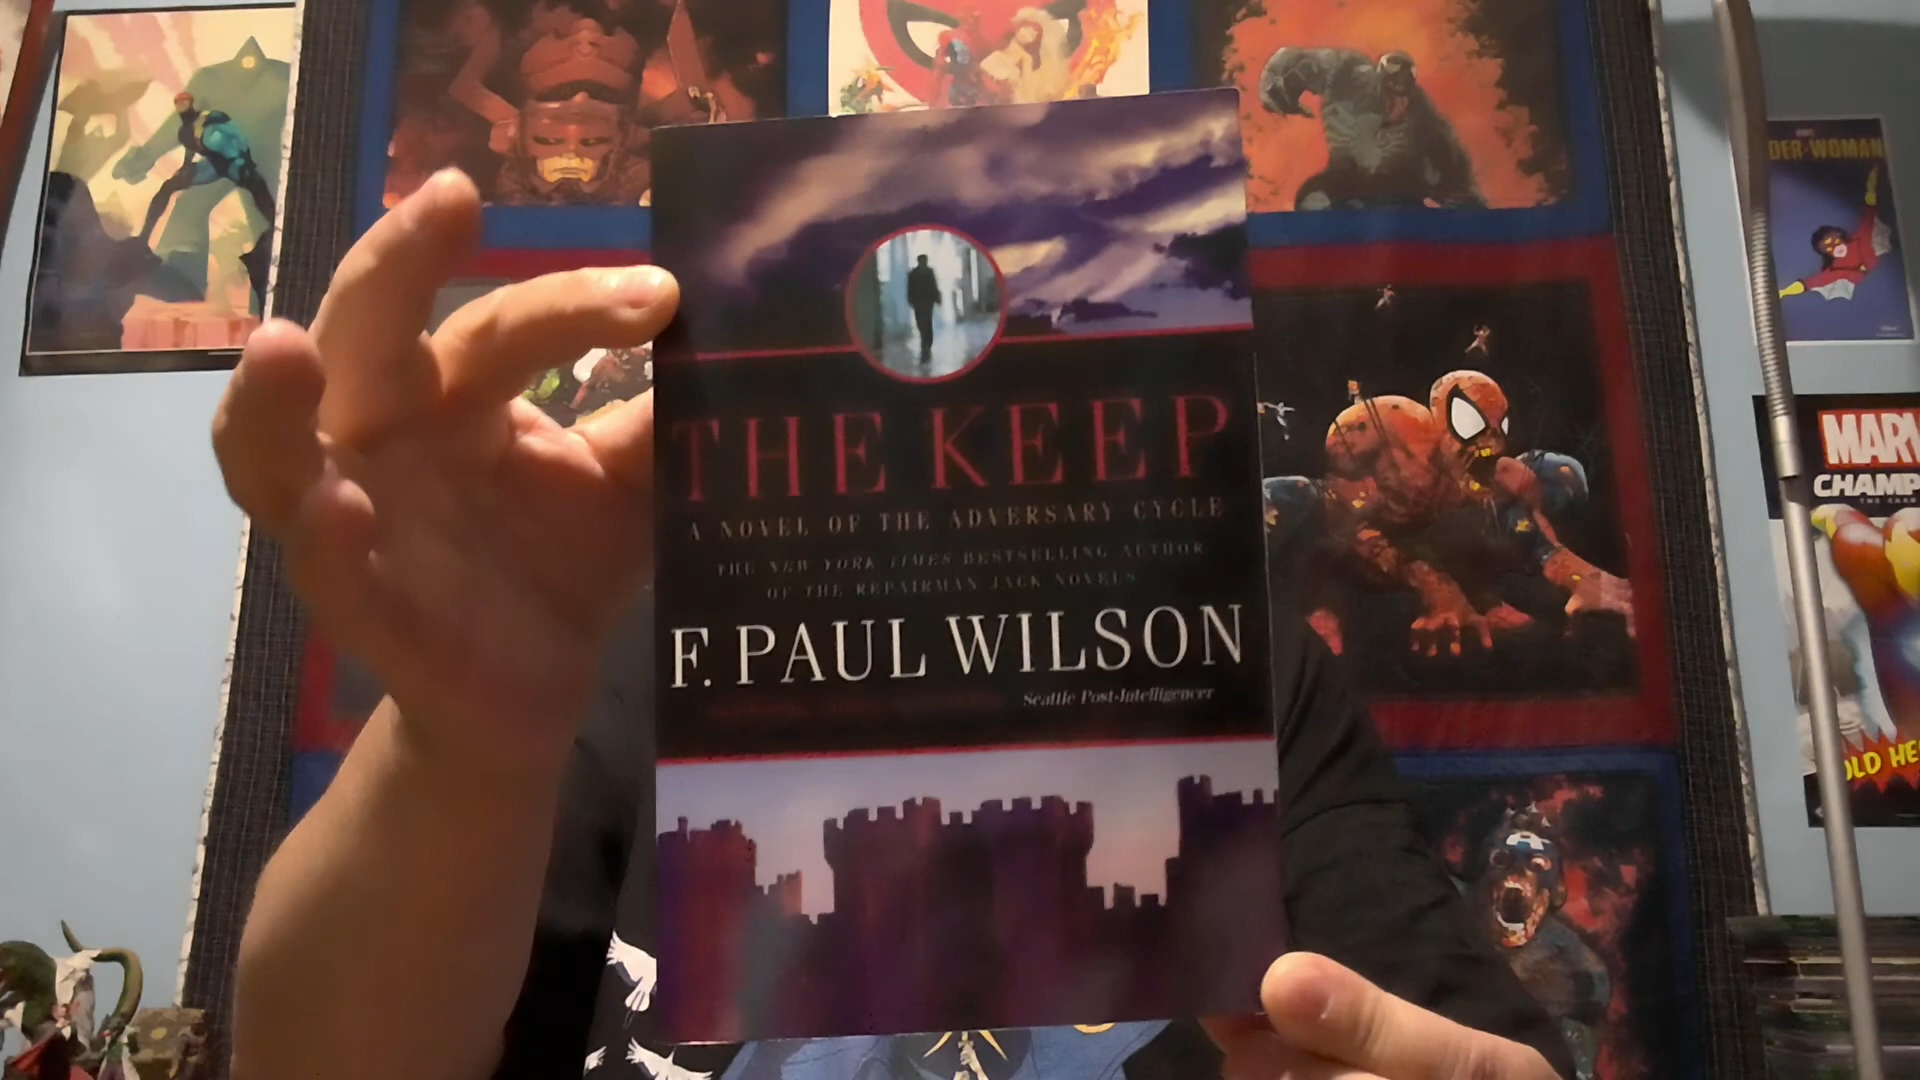 THE KEEP
A NOVEL OF THE ADVERSARY CYCLE
THE NEW YORK TIMES BESTSELLING AUTHOR
OF THE REPAIRMAN JACK NOVELS
F. PAUL WILSON
Seattle Post-Intelligencer
DER-WOMAN
MARV
CHAMP
OLD HE